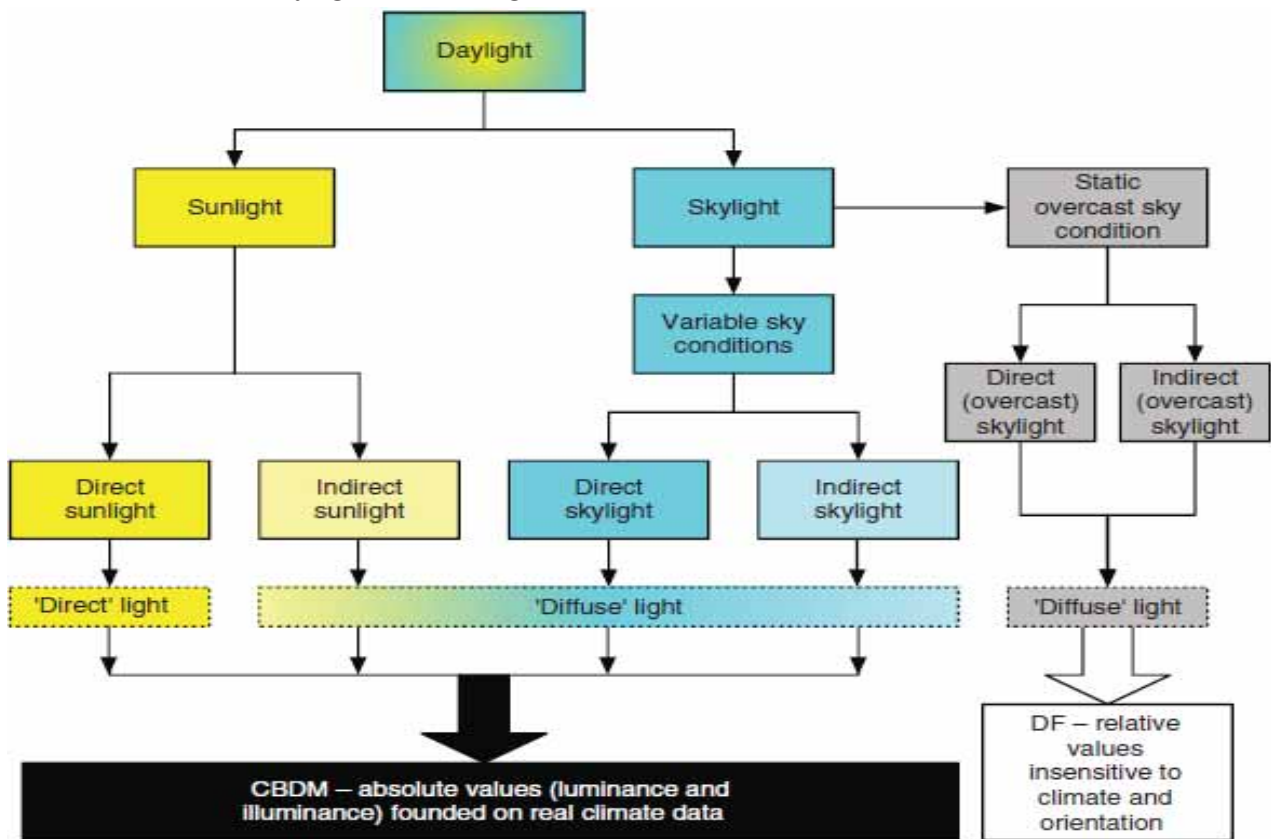 Daylight
Sunlight
Skylight
Static
overcast sky
condition
Variable sky
conditions
Direct
(overcast)
skylight
Indirect
(overcast)
skylight
Direct
sunlight
Indirect
sunlight
Direct
skylight
Indirect
skylight
'Direct' light
'Diffuse' light
'Diffuse' light
CBDM – absolute values (luminance and
illuminance) founded on real climate data
DF – relative
values
insensitive to
climate and
orientation